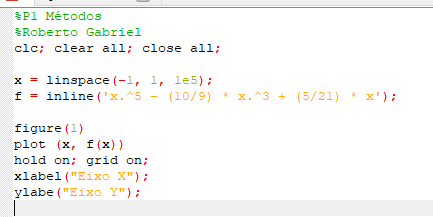 %P1 Métodos
%Roberto Gabriel
clc; clear all; close all;
x = linspace(-1, 1, 1e5);
f = inline('x.^5 - (10/9) * x.^3 + (5/21) * x');
figure(1)
plot (x, f(x))
hold on; grid on;
xlabel("Eixo X");
ylabe("Eixo Y");